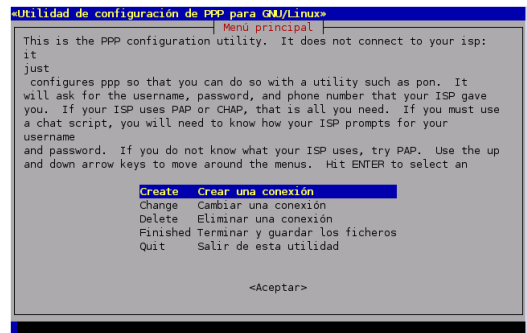 «Utilidad de configuración de PPP para GNU/Linux»
Menú principal
This is the PPP configuration utility.  It does not connect to your isp:
it
just
configures ppp so that you can do so with a utility such as pon.  It
will ask for the username, password, and phone number that your ISP gave
you.  If your ISP uses PAP or CHAP, that is all you need.  If you must use
a chat script, you will need to know how your ISP prompts for your
username
and password.  If you do not know what your ISP uses, try PAP.  Use the up
and down arrow keys to move around the menus.  Hit ENTER to select an
Create   Crear una conexión
Change   Cambiar una conexión
Delete   Eliminar una conexión
Finished Terminar y guardar los ficheros
Quit     Salir de esta utilidad
<Aceptar>